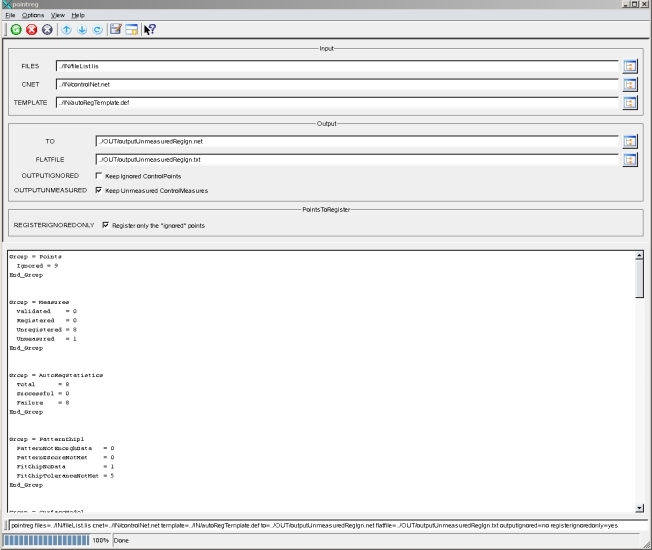 pointreg
File Options View Help
Input
FILES ../IN/fileList.lis
CNET ../IN/controlNet.net
TEMPLATE ../IN/autoRegTemplate.def
Output
TO ../OUT/outputUnmeasuredRegIgn.net
FLATFILE ../OUT/outputUnmeasuredRegIgn.txt
OUTPUTIGNORED Keep Ignored ControlPoints
OUTPUTUNMEASURED Keep Unmeasured ControlMeasures
PointsToRegister
REGISTERIGNOREDONLY Register only the "ignored" points
Group = Points
Ignored = 9
End_Group
Group = Measures
Validated = 0
Registered = 0
Unregistered = 8
Unmeasured = 1
End_Group
Group = AutoRegStatistics
Total = 8
Successful = 0
Failure = 8
End_Group
Group = PatternChip1
PatternNotEnoughData = 0
PatternZScoreNotMet = 0
FitChipNoData = 1
FitChipToleranceNotMet = 5
End_Group
Group = SurfaceModel
pointreg files=../IN/fileList.lis cnet=../IN/controlNet.net template=../IN/autoRegTemplate.def to=../OUT/outputUnmeasuredRegIgn.net flatfile=../OUT/outputUnmeasuredRegIgn.txt outputignored=no registerignoredonly=yes
100% Done